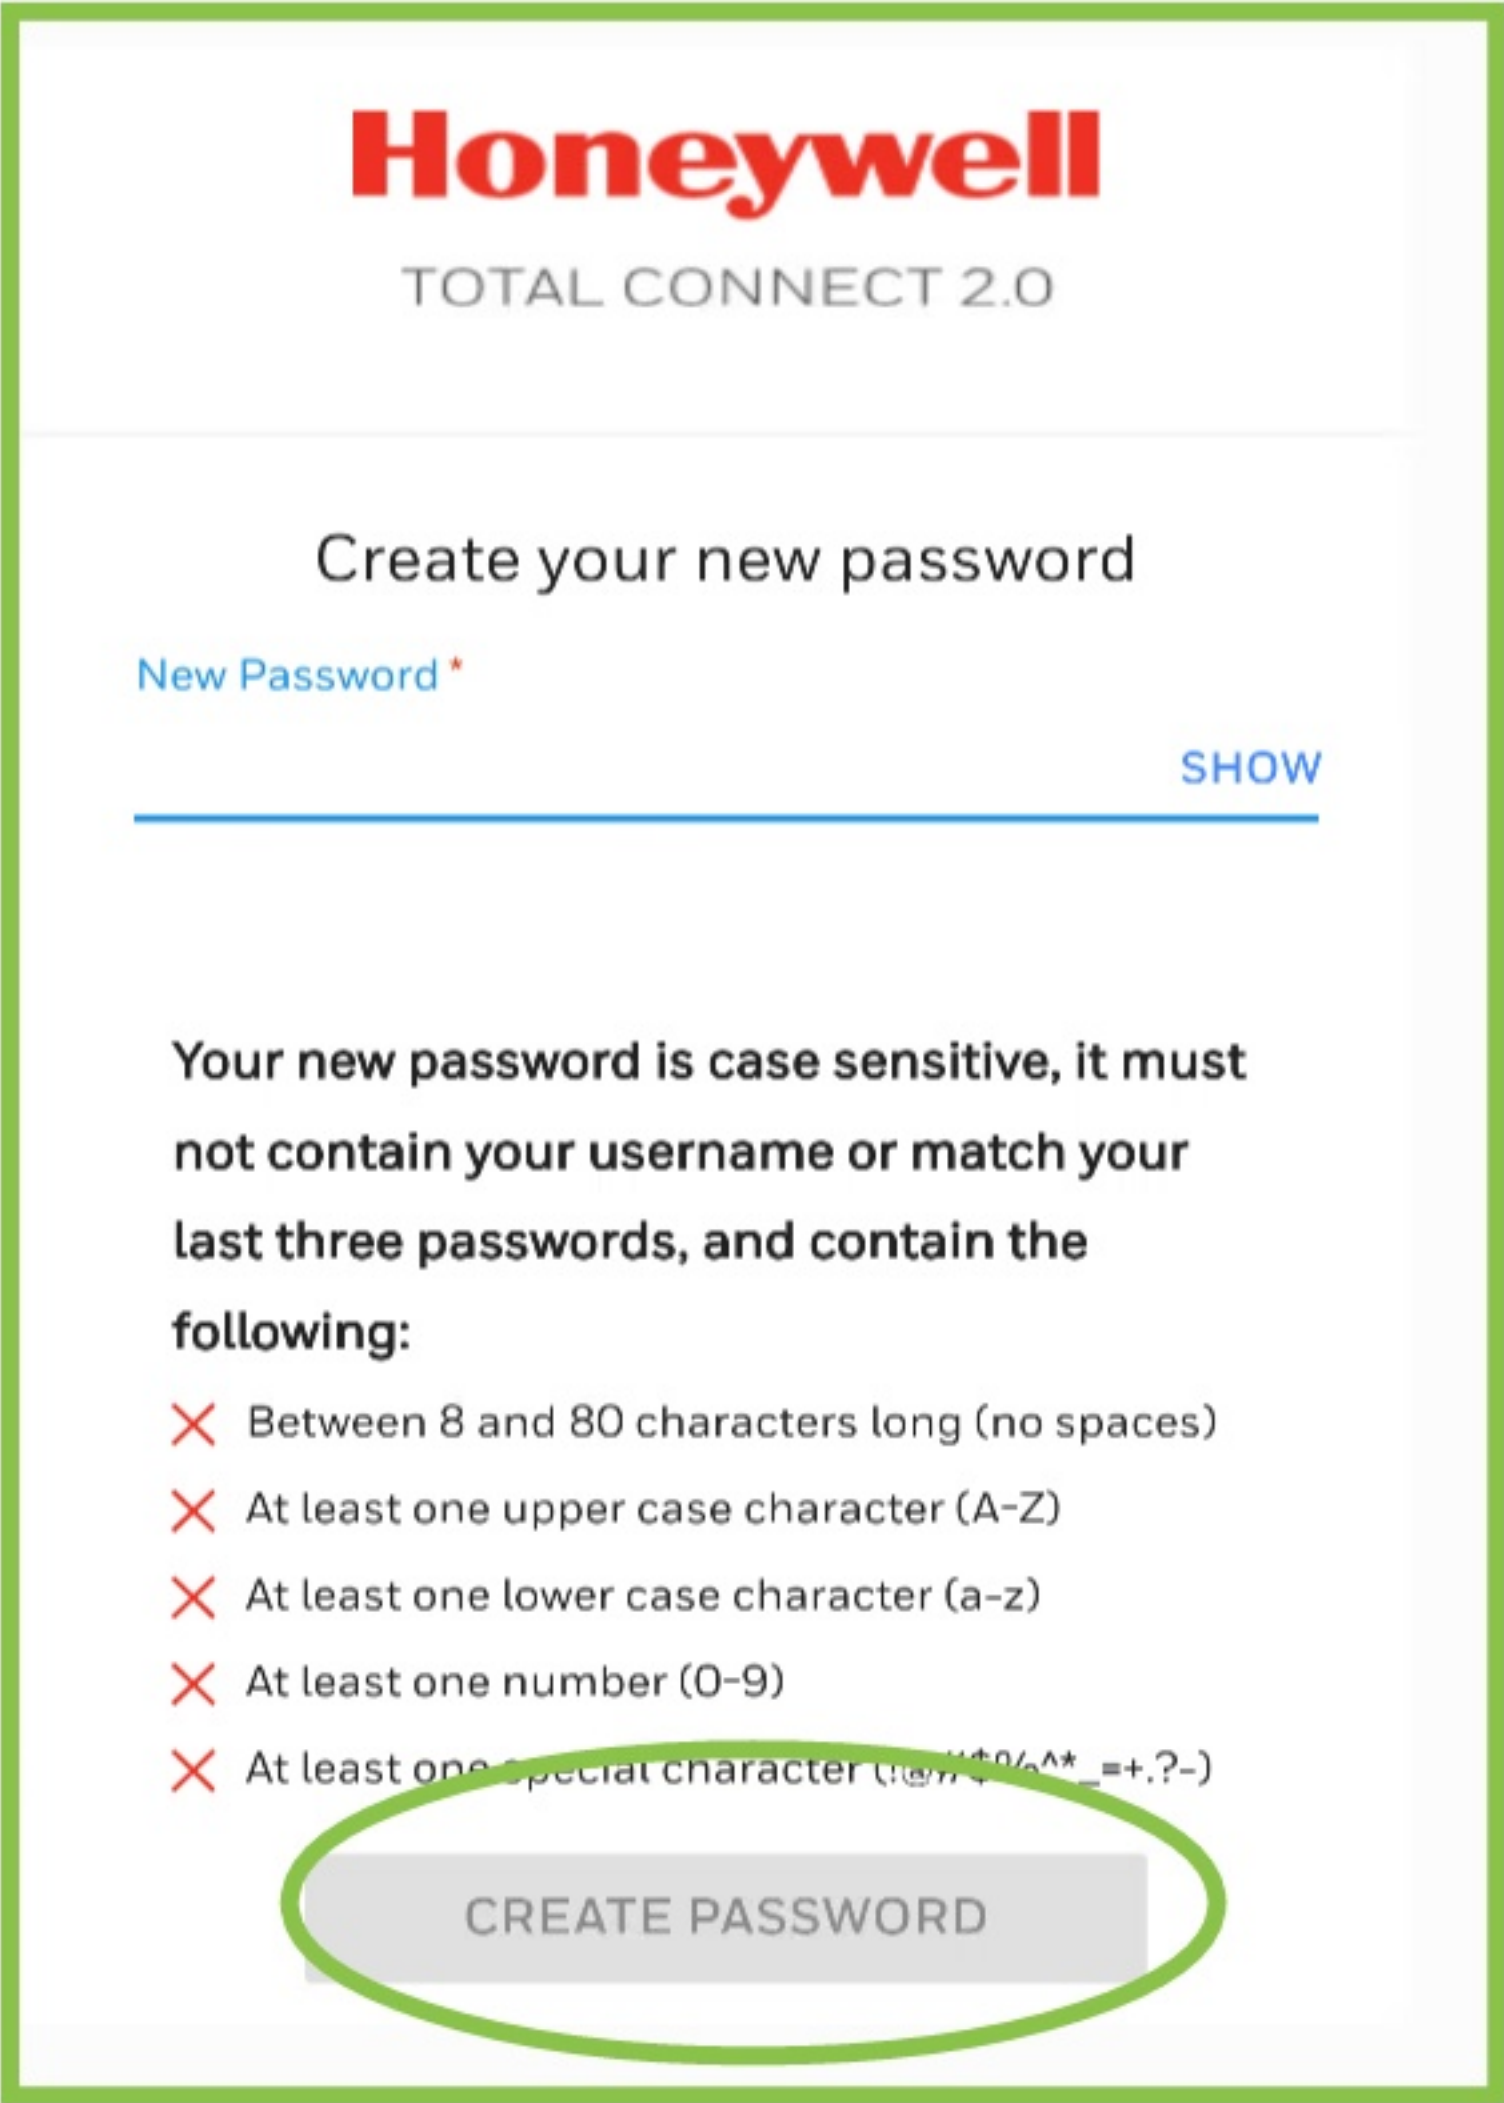 Honeywell
TOTAL CONNECT 2.0
Create your new password
New Password *
SHOW
Your new password is case sensitive, it must
not contain your username or match your
last three passwords, and contain the
following:
Between 8 and 80 characters long (no spaces)
At least one upper case character (A-Z)
At least one lower case character (a-z)
At least one number (0-9)
At least one special character (!@#$%^*_=+.?-)
CREATE PASSWORD